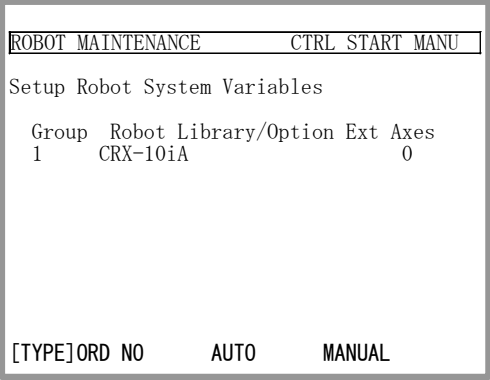 ROBOT MAINTENANCE CTRL START MANU
Setup Robot System Variables
Group Robot Library/Option Ext Axes
1 CRX-10iA 0
[TYPE]ORD NO AUTO MANUAL